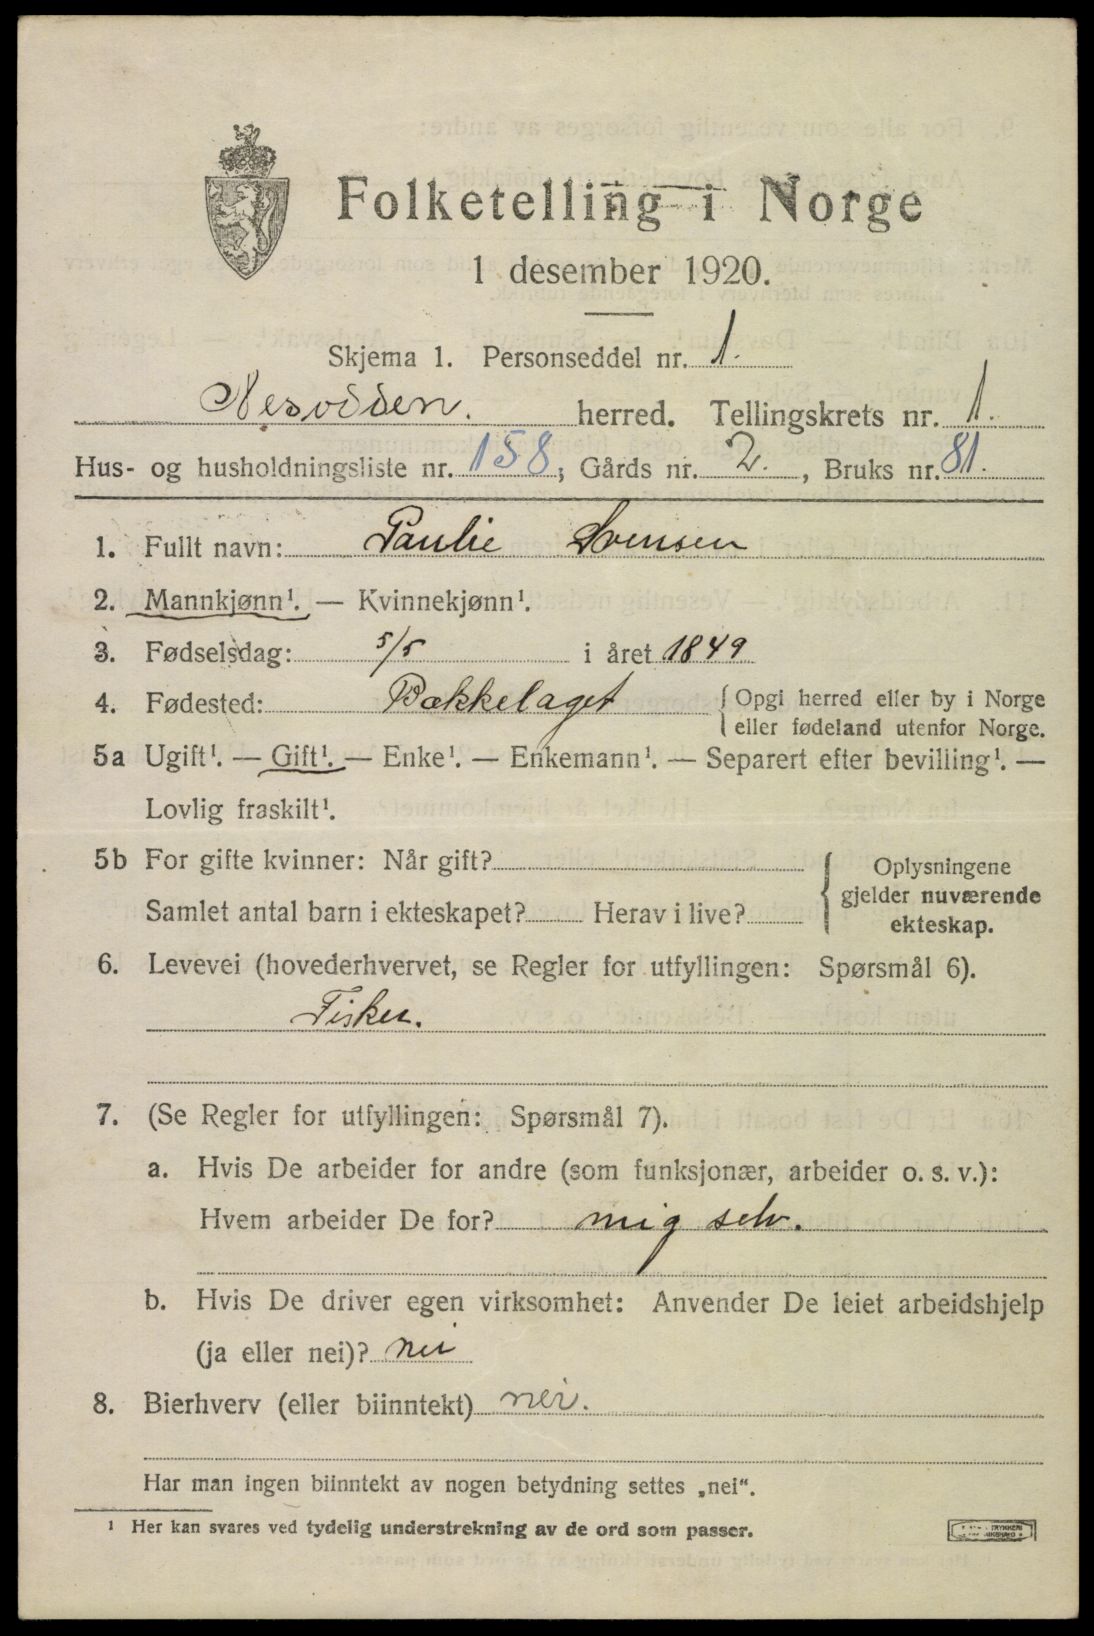 Folketelling i Norge
1 desember 1920.
Skjema 1. Personseddel nr. 1.
Nesodden. herred. Tellingskrets nr. 1.
Hus- og husholdningsliste nr. 158; Gårds nr. 2., Bruks nr. 81.
1. Fullt navn: Paulie Svensen
2. Mannkjønn¹. — Kvinnekjønn¹.
3. Fødselsdag: 5/5 i året 1849
4. Fødested: Bækkelaget { Opgi herred eller by i Norge
eller fødeland utenfor Norge.
5a Ugift¹. — Gift¹. — Enke¹. — Enkemann¹. — Separert efter bevilling¹. —
Lovlig fraskilt¹.
5b For gifte kvinner: Når gift? { Oplysningene
gjelder nuværende
Samlet antal barn i ekteskapet? Herav i live?
ekteskap.
6. Levevei (hovederhvervet, se Regler for utfyllingen: Spørsmål 6).
Fisker.
7. (Se Regler for utfyllingen: Spørsmål 7).
a. Hvis De arbeider for andre (som funksjonær, arbeider o. s. v.):
Hvem arbeider De for? mig selv.
b. Hvis De driver egen virksomhet: Anvender De leiet arbeidshjelp
(ja eller nei)? nei
8. Bierhverv (eller biinntekt) nei.
Har man ingen biinntekt av nogen betydning settes „nei“.
¹ Her kan svares ved tydelig understrekning av de ord som passer.